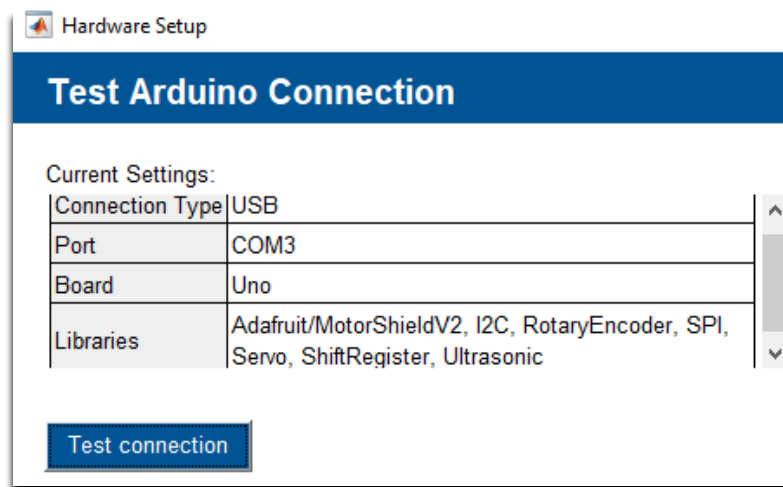 Hardware Setup
Test Arduino Connection
Current Settings:
Connection Type USB
Port COM3
Board Uno
Libraries Adafruit/MotorShieldV2, I2C, RotaryEncoder, SPI,
Servo, ShiftRegister, Ultrasonic
Test connection